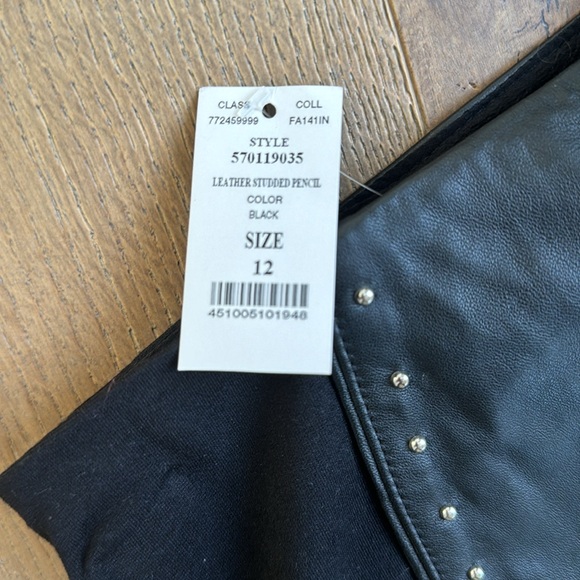 CLASS COLL
772459999 FA141IN
STYLE
570119035
LEATHER STUDDED PENCIL
COLOR
BLACK
SIZE
12
451005101948